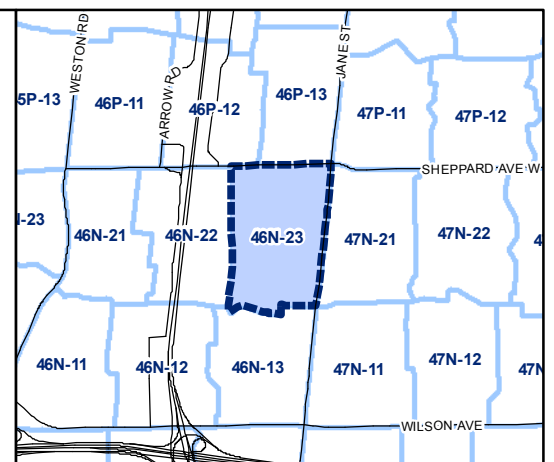 WESTON RD
ARROW RD
JANE ST
5P-13
46P-11
46P-12
46P-13
47P-11
47P-12
SHEPPARD AVE W
-23
46N-21
46N-22
46N-23
47N-21
47N-22
4
46N-11
46N-12
46N-13
47N-11
47N-12
47N
WILSON AVE